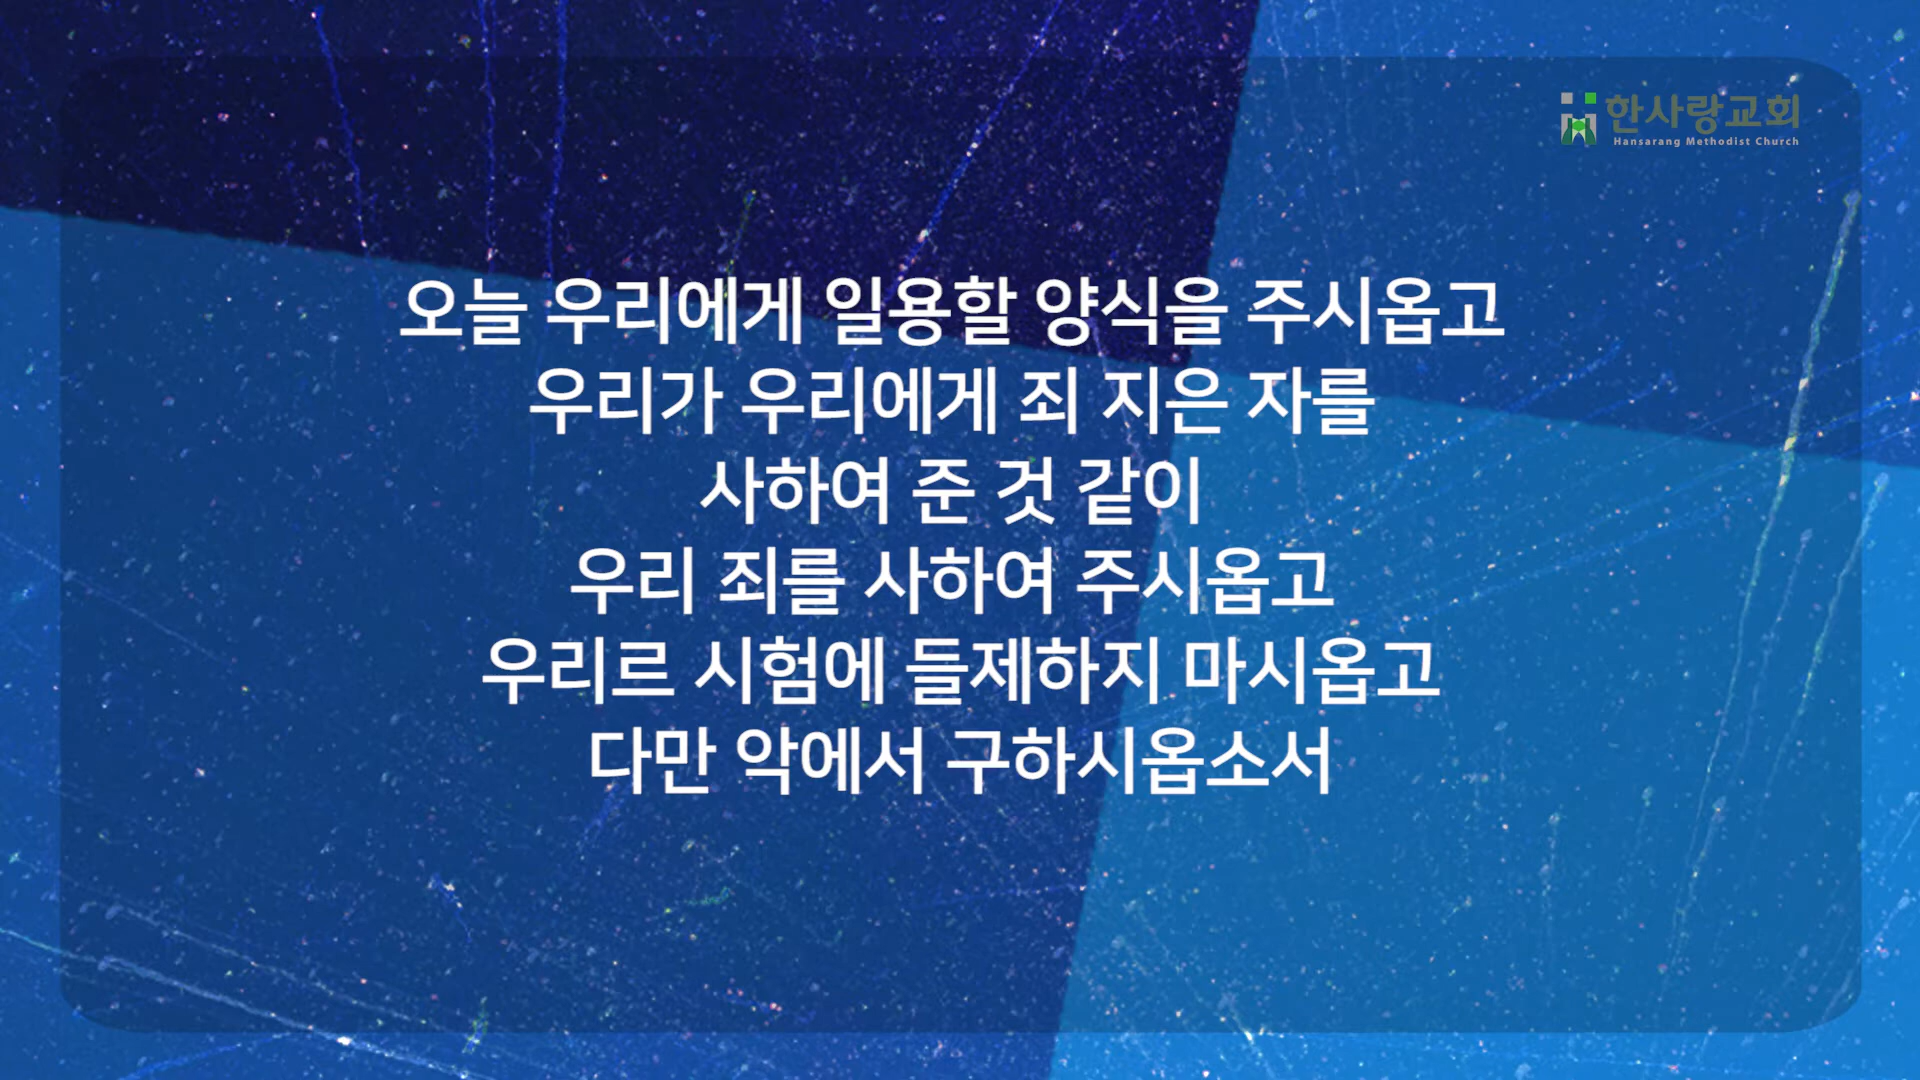 한사랑교회
Hansarang Methodist Church
오늘 우리에게 일용할 양식을 주시옵고
우리가 우리에게 죄 지은 자를
사하여 준 것 같이
우리 죄를 사하여 주시옵고
우리르 시험에 들제하지 마시옵고
다만 악에서 구하시옵소서